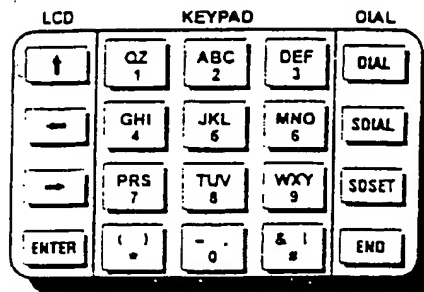 LCD KEYPAD DIAL
↑ QZ ABC DEF DIAL
1 2 3
← GHI JKL MNO SDIAL
4 5 6
→ PRS TUV WXY SDSET
7 8 9
ENTER ( ) - . & ! END
* 0 #